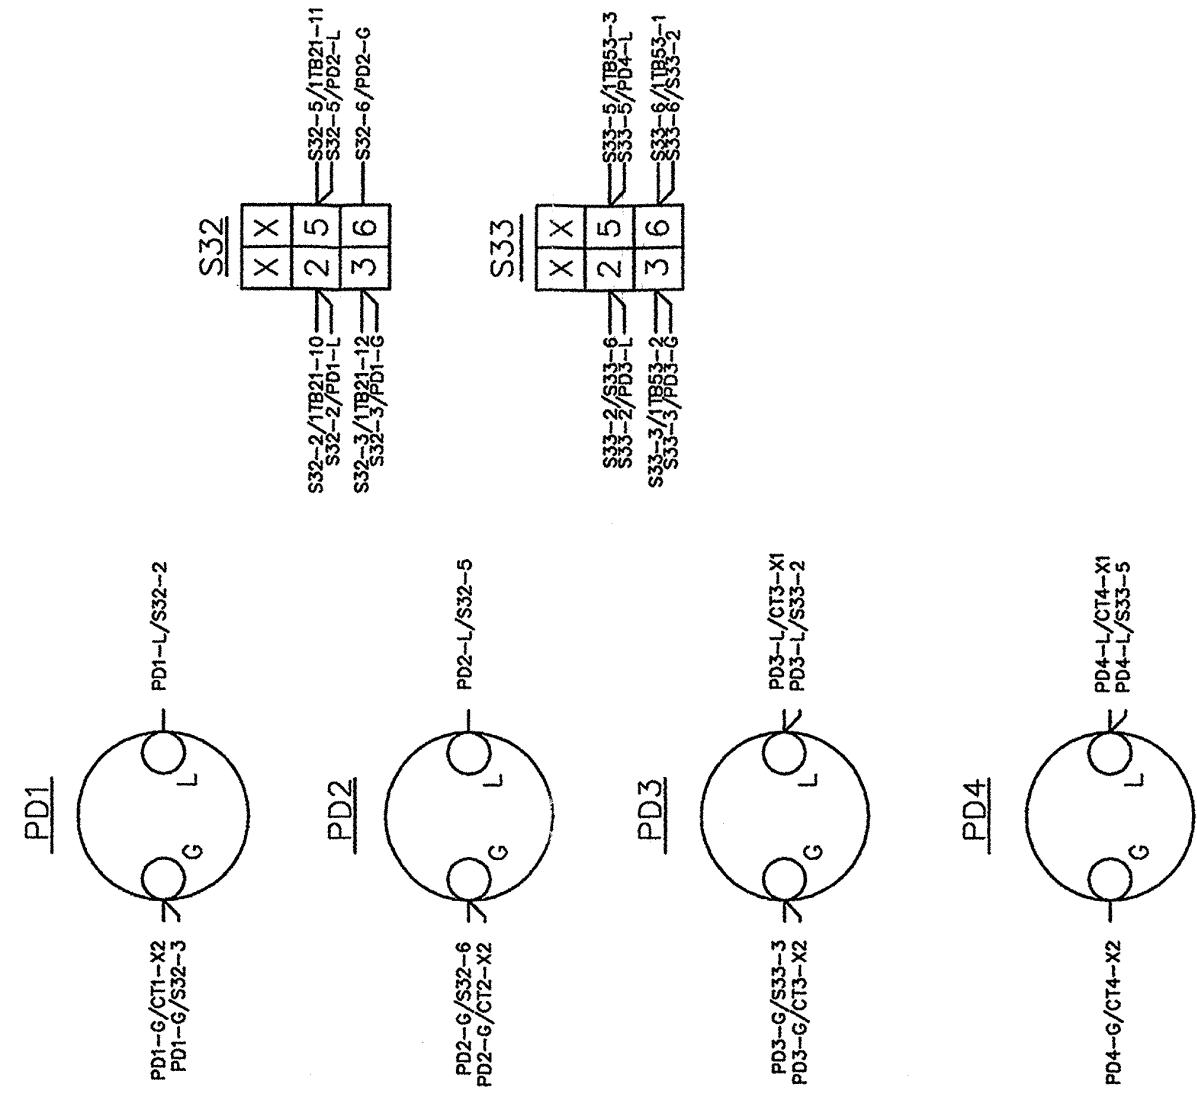 S32
X X
2 5
3 6
S32-2/1TB21-10
S32-2/PD1-L
S32-3/1TB21-12
S32-3/PD1-G
S32-5/1TB21-11
S32-5/PD2-L
S32-6/PD2-G
S33
X X
2 5
3 6
S33-2/S33-6
S33-2/PD3-L
S33-3/1TB53-2
S33-3/PD3-G
S33-5/1TB53-3
S33-5/PD4-L
S33-6/1TB53-1
S33-6/S33-2
PD1
G
L
PD1-G/CT1-X2
PD1-G/S32-3
PD1-L/S32-2
PD2
G
L
PD2-G/S32-6
PD2-G/CT2-X2
PD2-L/S32-5
PD3
G
L
PD3-G/S33-3
PD3-G/CT3-X2
PD3-L/CT3-X1
PD3-L/S33-2
PD4
G
L
PD4-G/CT4-X2
PD4-L/CT4-X1
PD4-L/S33-5